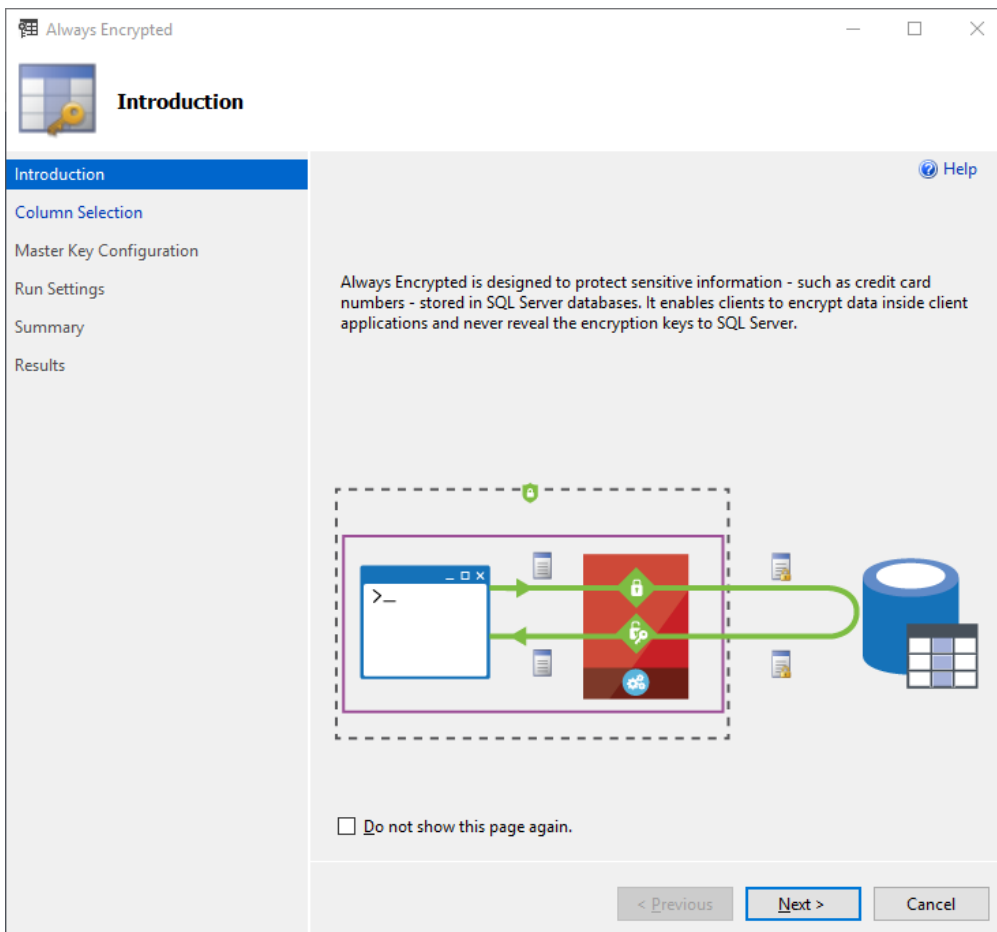 Always Encrypted
Introduction
Introduction
Help
Column Selection
Master Key Configuration
Run Settings
Summary
Results
Always Encrypted is designed to protect sensitive information - such as credit card
numbers - stored in SQL Server databases. It enables clients to encrypt data inside client
applications and never reveal the encryption keys to SQL Server.
>_
Do not show this page again.
< Previous
Next >
Cancel